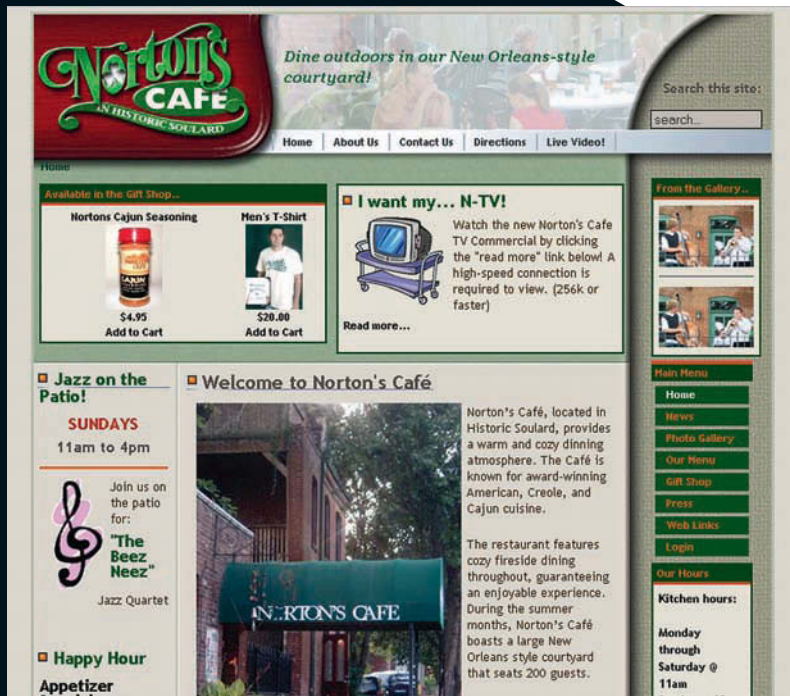 Norton's
CAFE
IN HISTORIC SOULARD
Dine outdoors in our New Orleans-style
courtyard!
Search this site:
search...
Home
About Us
Contact Us
Directions
Live Video!
Home
Available in the Gift Shop..
Nortons Cajun Seasoning
CAJUN
$4.95
Add to Cart
Men's T-Shirt
$20.00
Add to Cart
I want my... N-TV!
Watch the new Norton's Cafe
TV Commercial by clicking
the "read more" link below! A
high-speed connection is
required to view. (256k or
faster)
Read more...
From the Gallery..
Jazz on the
Patio!
SUNDAYS
11am to 4pm
Join us on
the patio
for:
"The
Beez
Neez"
Jazz Quartet
Happy Hour
Appetizer
Welcome to Norton's Café
NORTON'S CAFE
Norton's Café, located in
Historic Soulard, provides
a warm and cozy dinning
atmosphere. The Café is
known for award-winning
American, Creole, and
Cajun cuisine.
The restaurant features
cozy fireside dining
throughout, guaranteeing
an enjoyable experience.
During the summer
months, Norton's Café
boasts a large New
Orleans style courtyard
that seats 200 guests.
Main Menu
Home
News
Photo Gallery
Our Menu
Gift Shop
Press
Web Links
Login
Our Hours
Kitchen hours:
Monday
through
Saturday @
11am